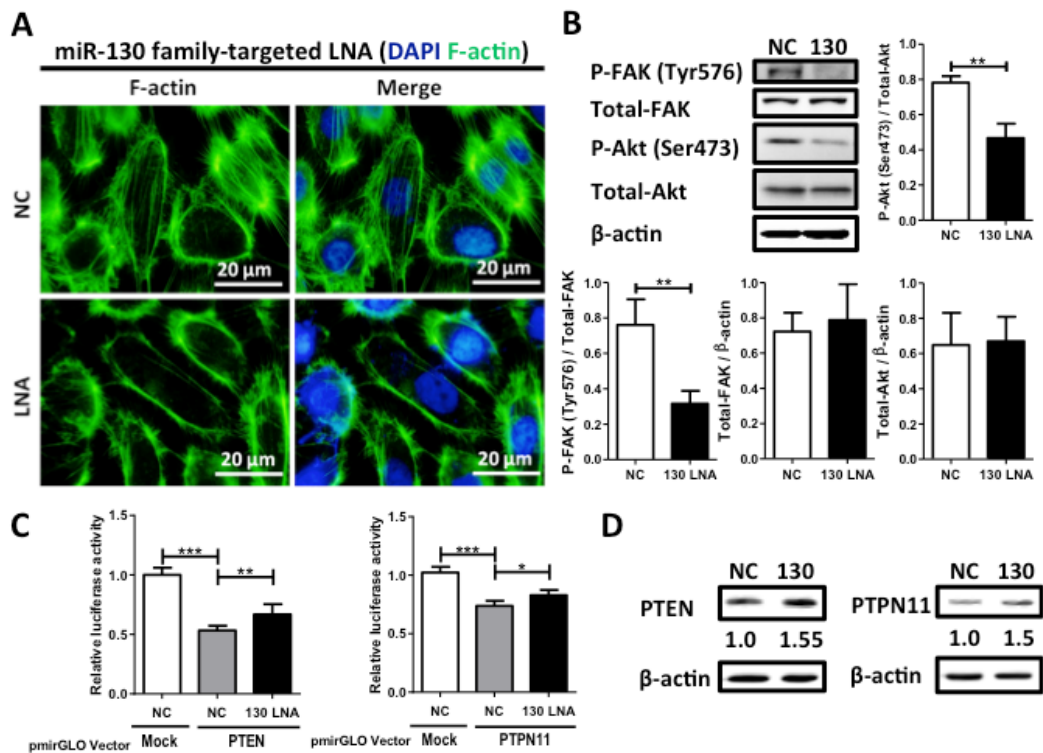 A
miR-130 family-targeted LNA (DAPI F-actin)
F-actin Merge
NC
20 μm 20 μm
LNA
20 μm 20 μm
B
NC 130
P-FAK (Tyr576)
Total-FAK
P-Akt (Ser473)
Total-Akt
β-actin
P-Akt (Ser473) / Total-Akt
0.8
0.6
0.4
0.2
0.0
**
NC 130 LNA
P-FAK (Tyr576) / Total-FAK
0.8
0.6
0.4
0.2
0.0
**
NC 130 LNA
Total-FAK / β-actin
1.0
0.8
0.6
0.4
0.2
0.0
NC 130 LNA
Total-Akt / β-actin
1.0
0.8
0.6
0.4
0.2
0.0
NC 130 LNA
C
Relative luciferase activity
1.5
1.0
0.5
0.0
***
**
NC NC 130 LNA
pmirGLO Vector Mock PTEN
Relative luciferase activity
1.5
1.0
0.5
0.0
***
*
NC NC 130 LNA
pmirGLO Vector Mock PTPN11
D
NC 130
PTEN
1.0 1.55
β-actin
NC 130
PTPN11
1.0 1.5
β-actin